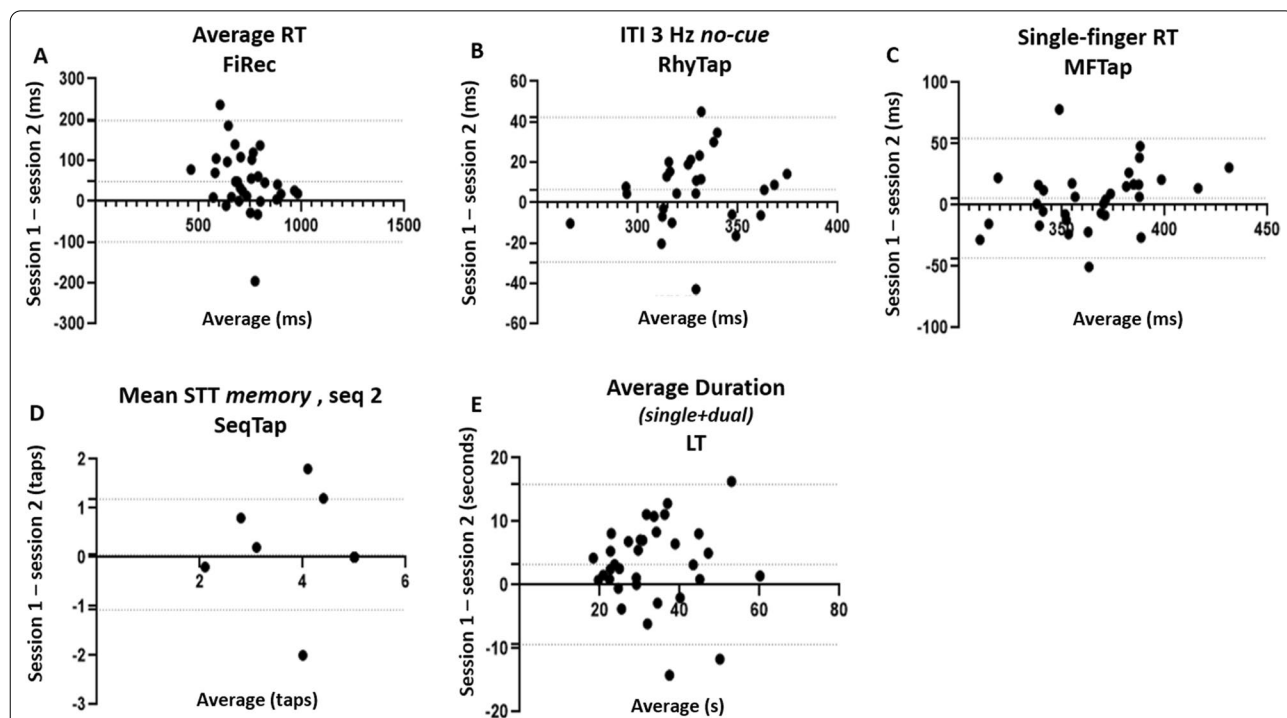 A
Average RT
FiRec
Session 1 – session 2 (ms)
300
200
100
0
-100
-200
-300
500
1000
1500
Average (ms)
B
ITI 3 Hz no-cue
RhyTap
Session 1 – session 2 (ms)
60
40
20
0
-20
-40
-60
300
350
400
Average (ms)
C
Single-finger RT
MFTap
Session 1 – session 2 (ms)
100
50
0
-50
-100
350
400
450
Average (ms)
D
Mean STT memory , seq 2
SeqTap
Session 1 – session 2 (taps)
2
1
0
-1
-2
-3
2
4
6
Average (taps)
E
Average Duration
(single+dual)
LT
Session 1 – session 2 (seconds)
20
10
0
-10
-20
20
40
60
80
Average (s)